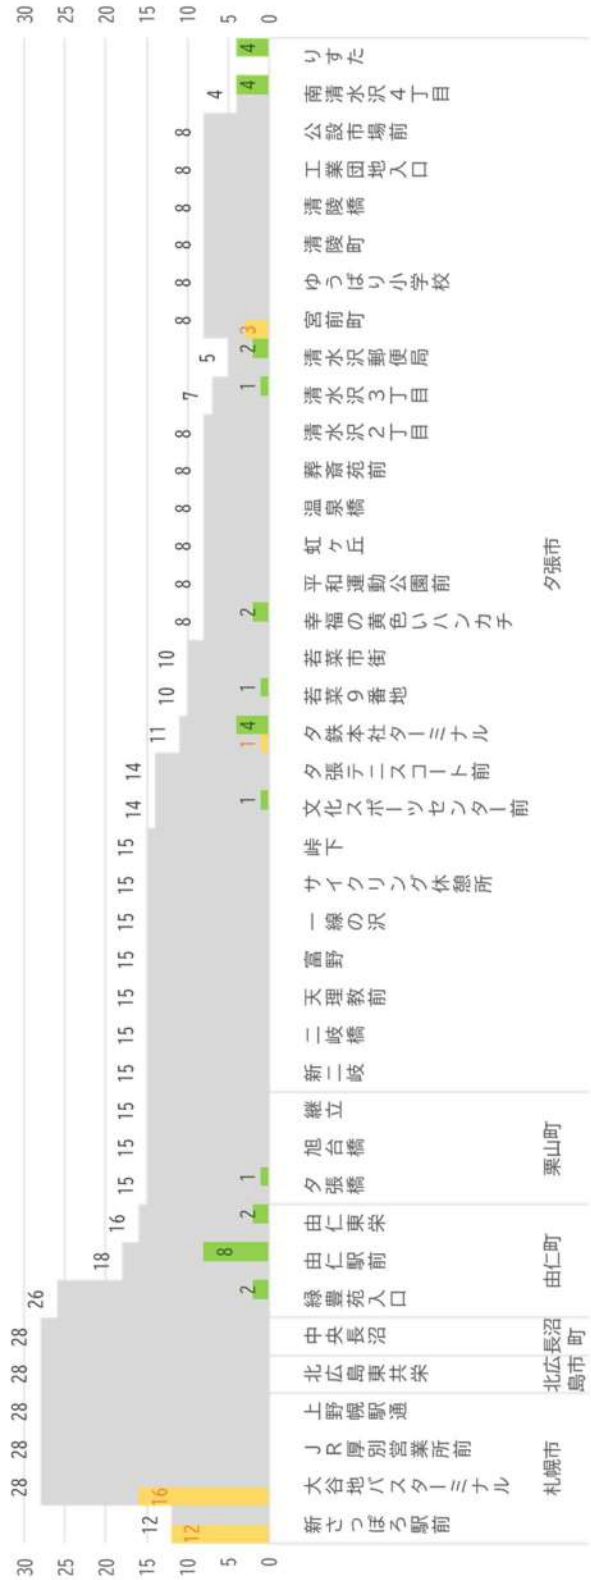 30
25
20
15
10
5
0
12
28
28
28
28
28
26
18
16
15
15
15
15
15
15
15
15
15
15
14
14
11
10
10
8
8
8
8
8
8
7
5
8
8
8
8
8
8
4
12
16
2
8
2
1
1
1
4
1
2
1
2
3
4
4
30
25
20
15
10
5
0
新さっぽろ駅前
大谷地バスターミナル
JR厚別営業所前
上野幌駅通
北広島東共栄
中央長沼
緑豊苑入口
由仁駅前
由仁東栄
夕張橋
旭台橋
継立
新二岐
二岐橋
天理教前
富野
一線の沢
サイクリング休憩所
峠下
文化スポーツセンター前
夕張テニスコート前
夕鉄本社ターミナル
若菜9番地
若菜市街
幸福の黄色いハンカチ
平和運動公園前
虹ヶ丘
温泉橋
葬斎苑前
清水沢2丁目
清水沢3丁目
清水沢郵便局
宮前町
ゆうばり小学校
清陵町
清陵橋
工業団地入口
公設市場前
南清水沢4丁目
りすた
札幌市
北広島市
長沼町
由仁町
栗山町
夕張市